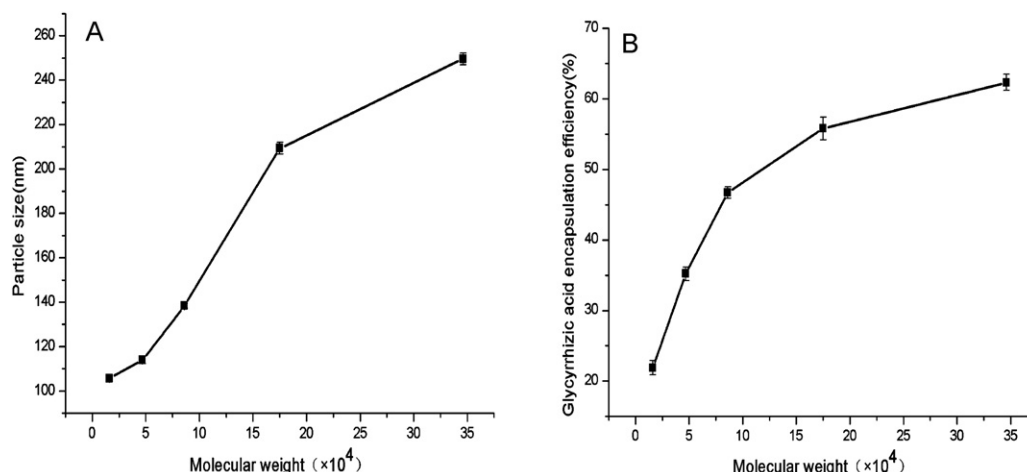 A
260
240
220
200
180
160
140
120
100
0 5 10 15 20 25 30 35
Particle size(nm)
Molecular weight（×10⁴）
B
70
60
50
40
30
20
0 5 10 15 20 25 30 35
Glycyrrhizic acid encapsulation efficiency(%)
Molecular weight（×10⁴）